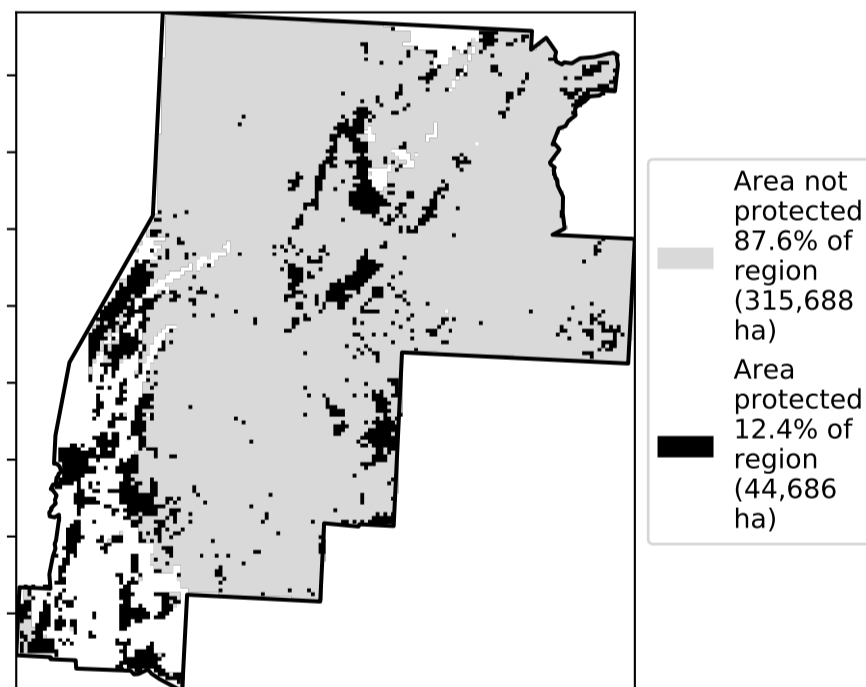 Area not
protected
87.6% of
region
(315,688
ha)
Area
protected
12.4% of
region
(44,686
ha)